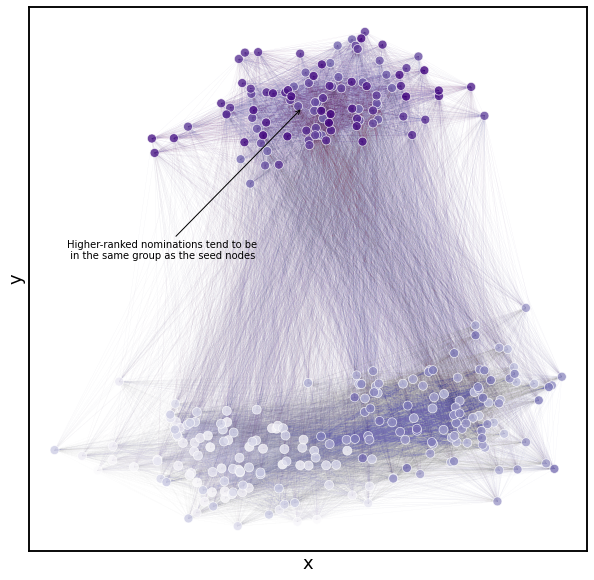 Higher-ranked nominations tend to be
in the same group as the seed nodes
y
x